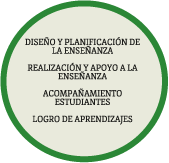 DISEÑO Y PLANIFICACIÓN DE
LA ENSEÑANZA
REALIZACIÓN Y APOYO A LA
ENSEÑANZA
ACOMPAÑAMIENTO
ESTUDIANTES
LOGRO DE APRENDIZAJES